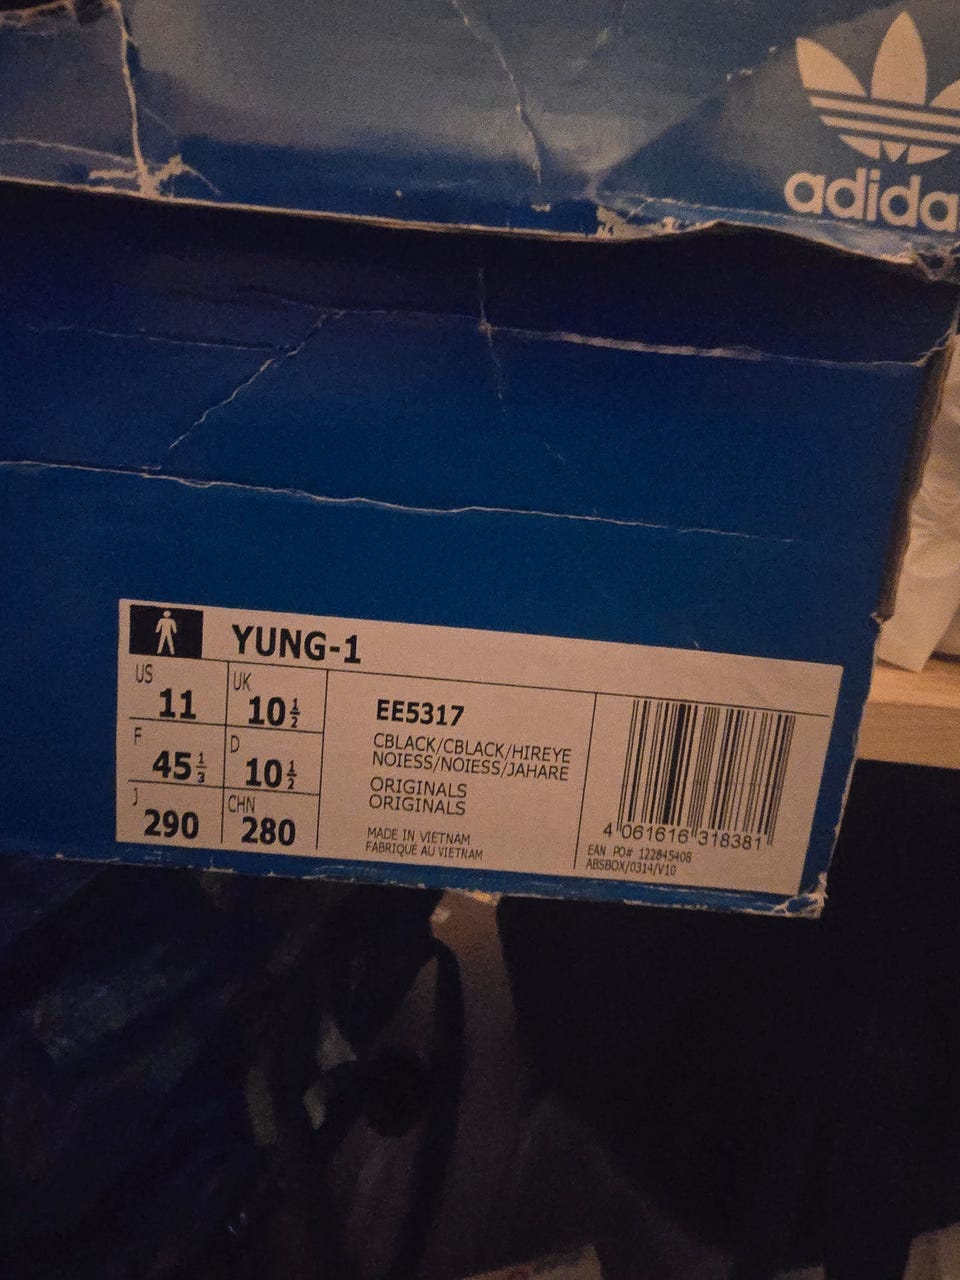 adida
YUNG-1
US
11
UK
10½
F
45⅓
D
10½
J
290
CHN
280
EE5317
CBLACK/CBLACK/HIREYE
NOIESS/NOIESS/JAHARE
ORIGINALS
ORIGINALS
MADE IN VIETNAM
FABRIQUÉ AU VIETNAM
4 061616 318381
EAN PO# 122845408
ABSBOX/0314/V10